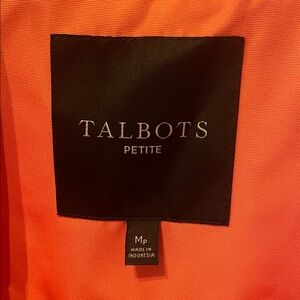 TALBOTS
PETITE
MP
MADE IN
INDONESIA